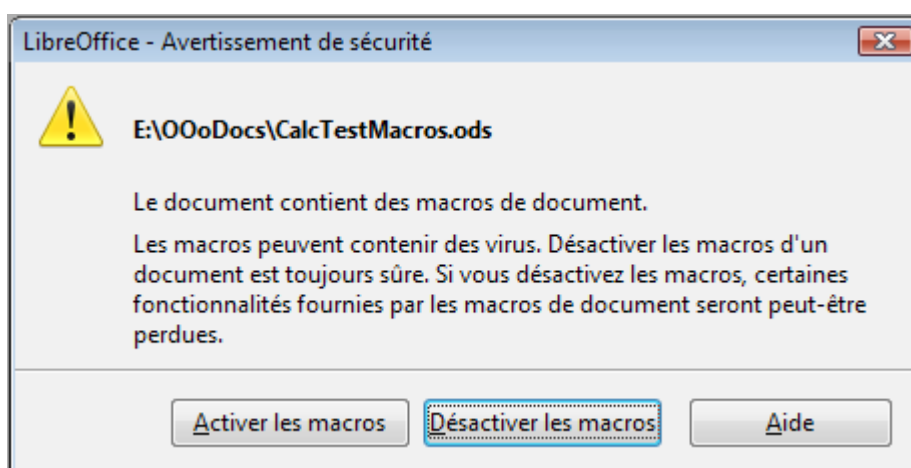 LibreOffice - Avertissement de sécurité
E:\OOoDocs\CalcTestMacros.ods
Le document contient des macros de document.
Les macros peuvent contenir des virus. Désactiver les macros d'un
document est toujours sûre. Si vous désactivez les macros, certaines
fonctionnalités fournies par les macros de document seront peut-être
perdues.
Activer les macros Désactiver les macros Aide